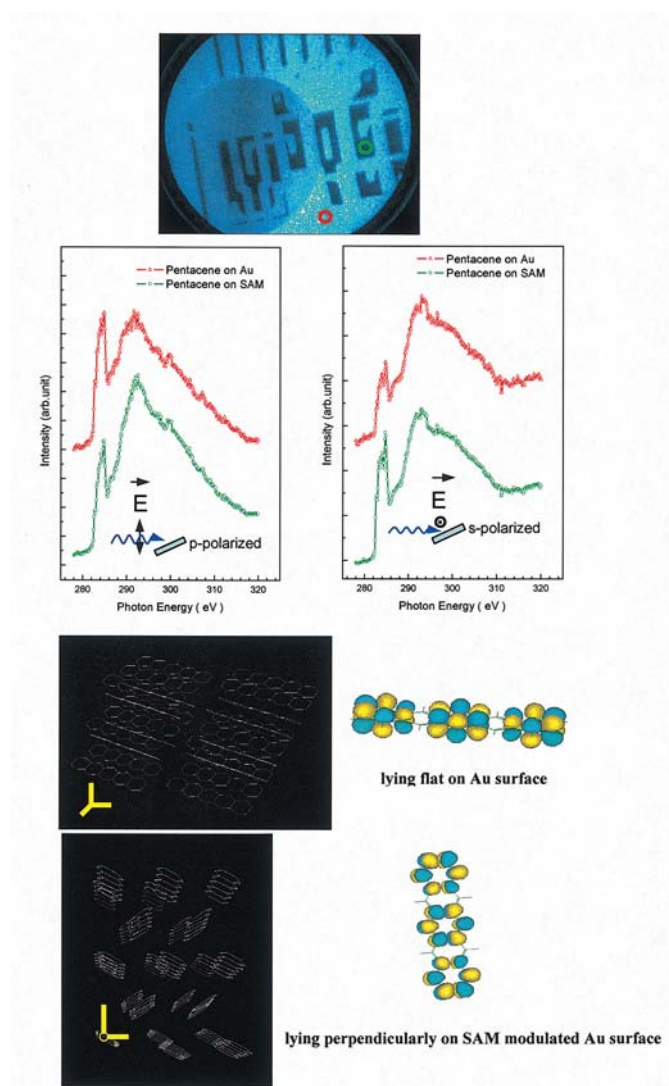 Pentacene on Au
Pentacene on SAM
Intensity (arb.unit)
E
p-polarized
280 290 300 310 320
Photon Energy ( eV )
Pentacene on Au
Pentacene on SAM
Intensity (arb.unit)
E
s-polarized
280 290 300 310 320
Photon Energy ( eV )
lying flat on Au surface
lying perpendicularly on SAM modulated Au surface